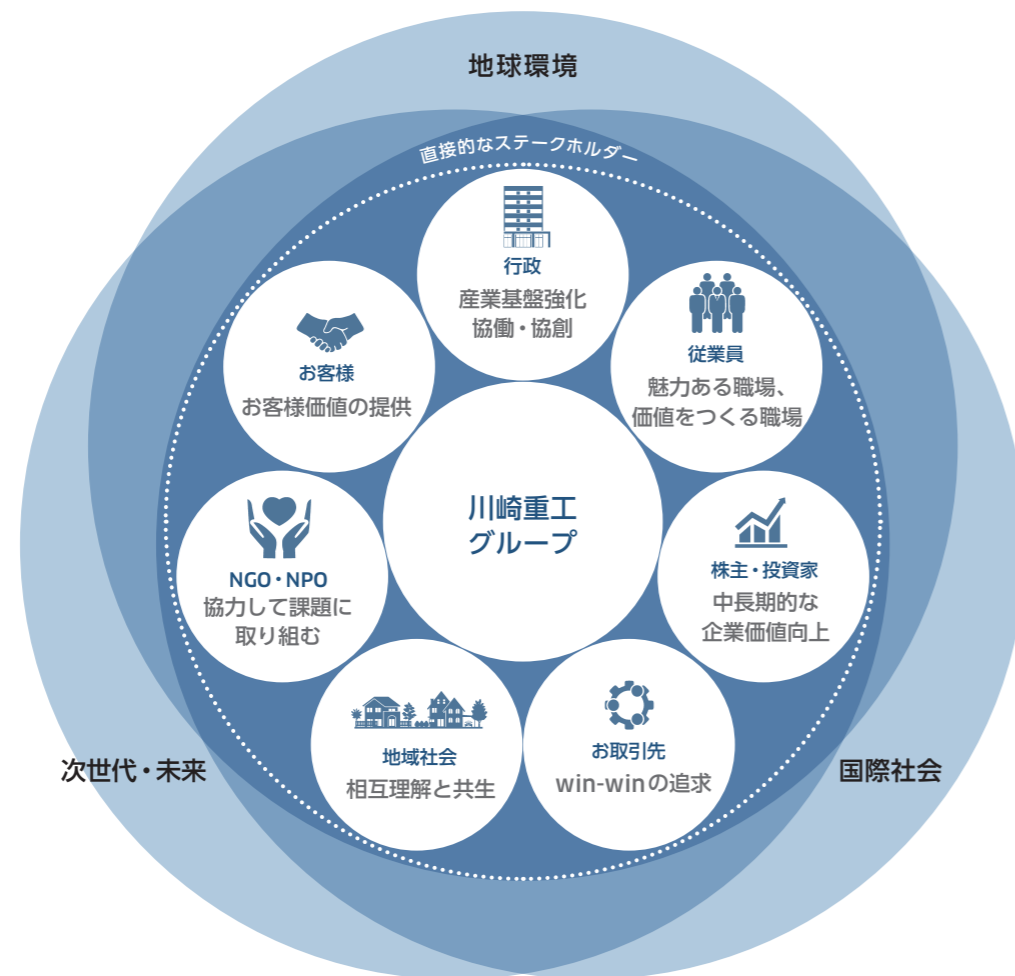 地球環境
直接的なステークホルダー
行政
産業基盤強化
協働・協創
従業員
魅力ある職場、
価値をつくる職場
お客様
お客様価値の提供
川崎重工
グループ
株主・投資家
中長期的な
企業価値向上
NGO・NPO
協力して課題に
取り組む
地域社会
相互理解と共生
お取引先
win-winの追求
次世代・未来
国際社会